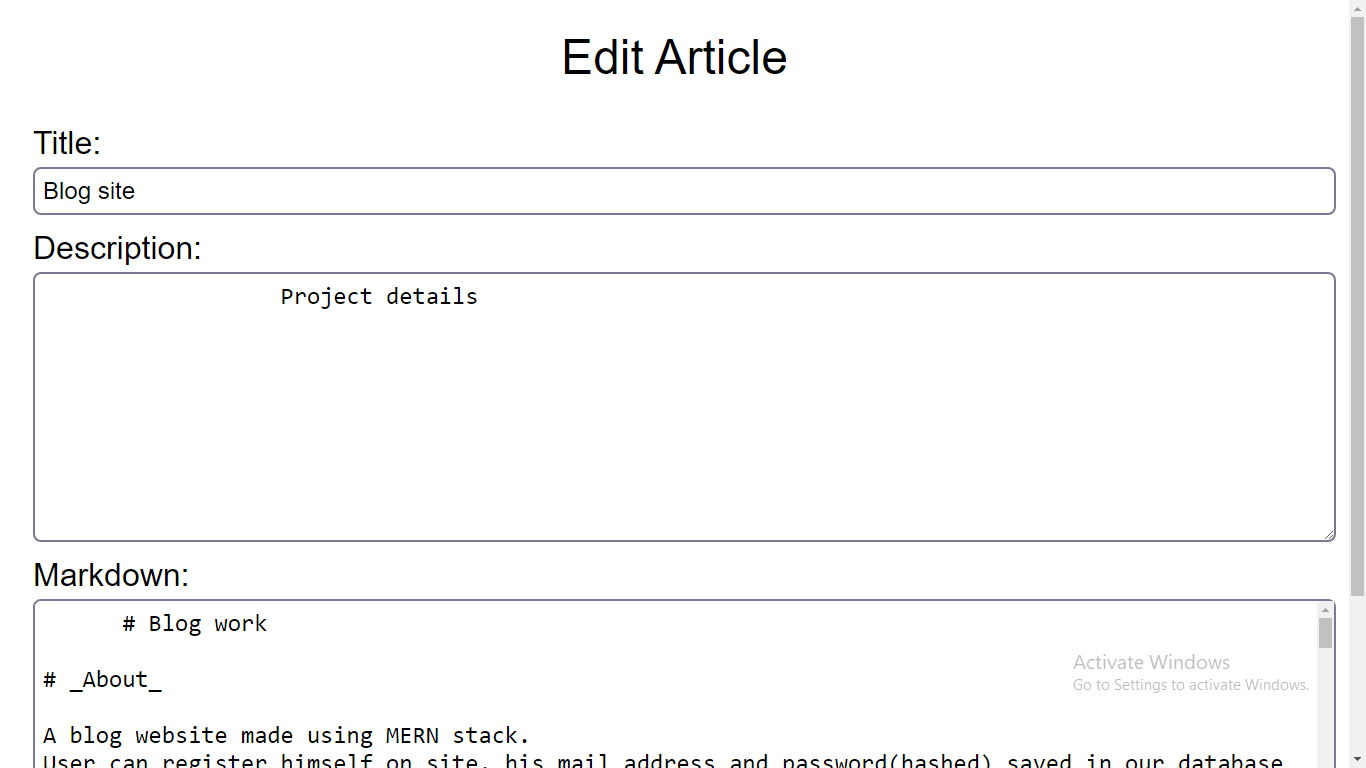 Edit Article
Title:
Blog site
Description:
Project details
Markdown:
# Blog work
# _About_
A blog website made using MERN stack.
User can register himself on site, his mail address and password(hashed) saved in our database
Activate Windows
Go to Settings to activate Windows.